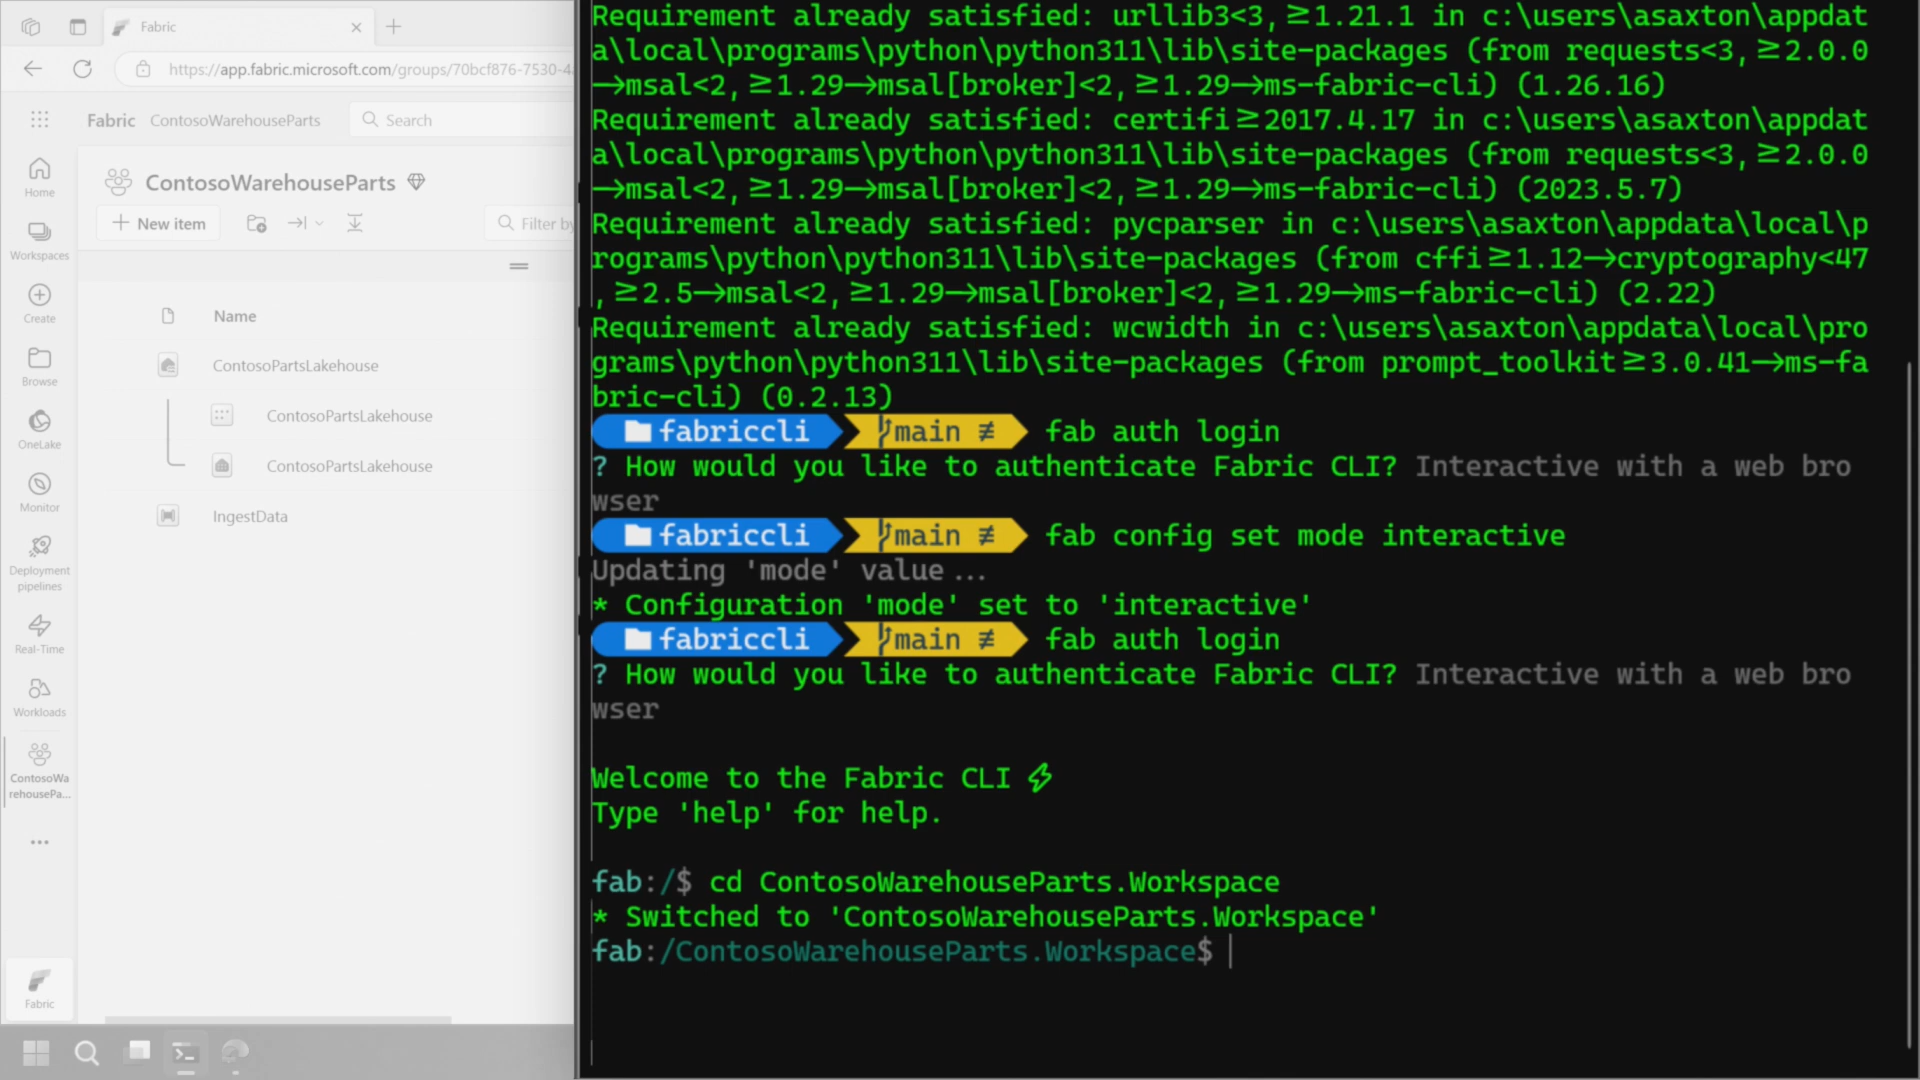 Fabric
https://app.fabric.microsoft.com/groups/70bcf876-7530-4
Fabric ContosoWarehouseParts
Search
Home
Workspaces
Create
Browse
OneLake
Monitor
Deployment
pipelines
Real-Time
Workloads
ContosoWa
rehousePa...
Fabric
ContosoWarehouseParts
New item
Filter by
Name
ContosoPartsLakehouse
ContosoPartsLakehouse
ContosoPartsLakehouse
IngestData
Requirement already satisfied: urllib3<3,≥1.21.1 in c:\users\asaxton\appdat
a\local\programs\python\python311\lib\site-packages (from requests<3,≥2.0.0
→msal<2,≥1.29→msal[broker]<2,≥1.29→ms-fabric-cli) (1.26.16)
Requirement already satisfied: certifi≥2017.4.17 in c:\users\asaxton\appdat
a\local\programs\python\python311\lib\site-packages (from requests<3,≥2.0.0
→msal<2,≥1.29→msal[broker]<2,≥1.29→ms-fabric-cli) (2023.5.7)
Requirement already satisfied: pycparser in c:\users\asaxton\appdata\local\p
rograms\python\python311\lib\site-packages (from cffi≥1.12→cryptography<47
,≥2.5→msal<2,≥1.29→msal[broker]<2,≥1.29→ms-fabric-cli) (2.22)
Requirement already satisfied: wcwidth in c:\users\asaxton\appdata\local\pro
grams\python\python311\lib\site-packages (from prompt_toolkit≥3.0.41→ms-fa
bric-cli) (0.2.13)
fabriccli main ≢ fab auth login
? How would you like to authenticate Fabric CLI? Interactive with a web bro
wser
fabriccli main ≢ fab config set mode interactive
Updating 'mode' value...
* Configuration 'mode' set to 'interactive'
fabriccli main ≢ fab auth login
? How would you like to authenticate Fabric CLI? Interactive with a web bro
wser
Welcome to the Fabric CLI ⚡
Type 'help' for help.
fab:/$ cd ContosoWarehouseParts.Workspace
* Switched to 'ContosoWarehouseParts.Workspace'
fab:/ContosoWarehouseParts.Workspace$